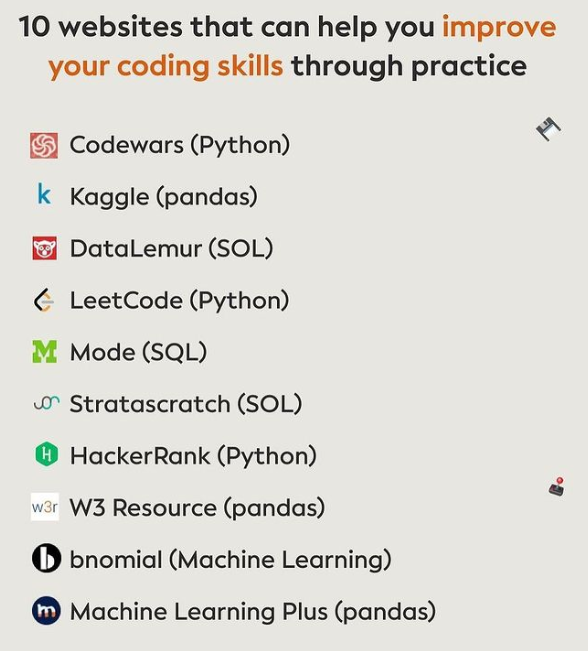 10 websites that can help you improve
your coding skills through practice
Codewars (Python)
k Kaggle (pandas)
DataLemur (SOL)
LeetCode (Python)
M Mode (SQL)
Stratascratch (SOL)
H HackerRank (Python)
w3r W3 Resource (pandas)
b bnomial (Machine Learning)
m Machine Learning Plus (pandas)